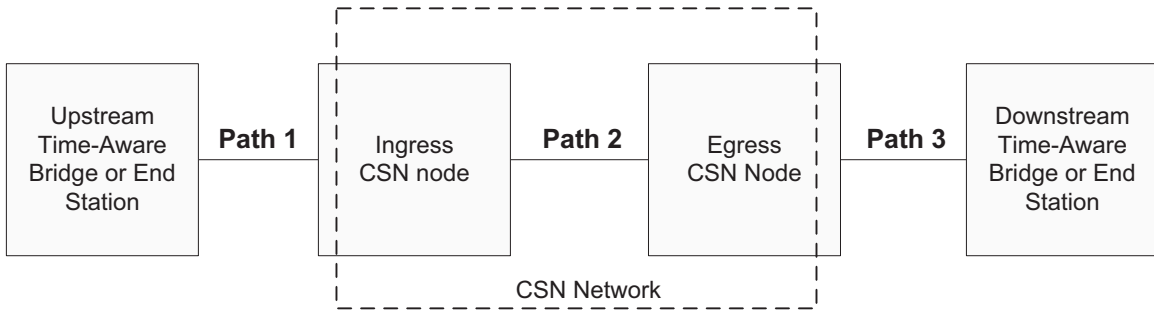 Upstream
Time-Aware
Bridge or End
Station
Path 1
Ingress
CSN node
Path 2
Egress
CSN Node
Path 3
Downstream
Time-Aware
Bridge or End
Station
CSN Network